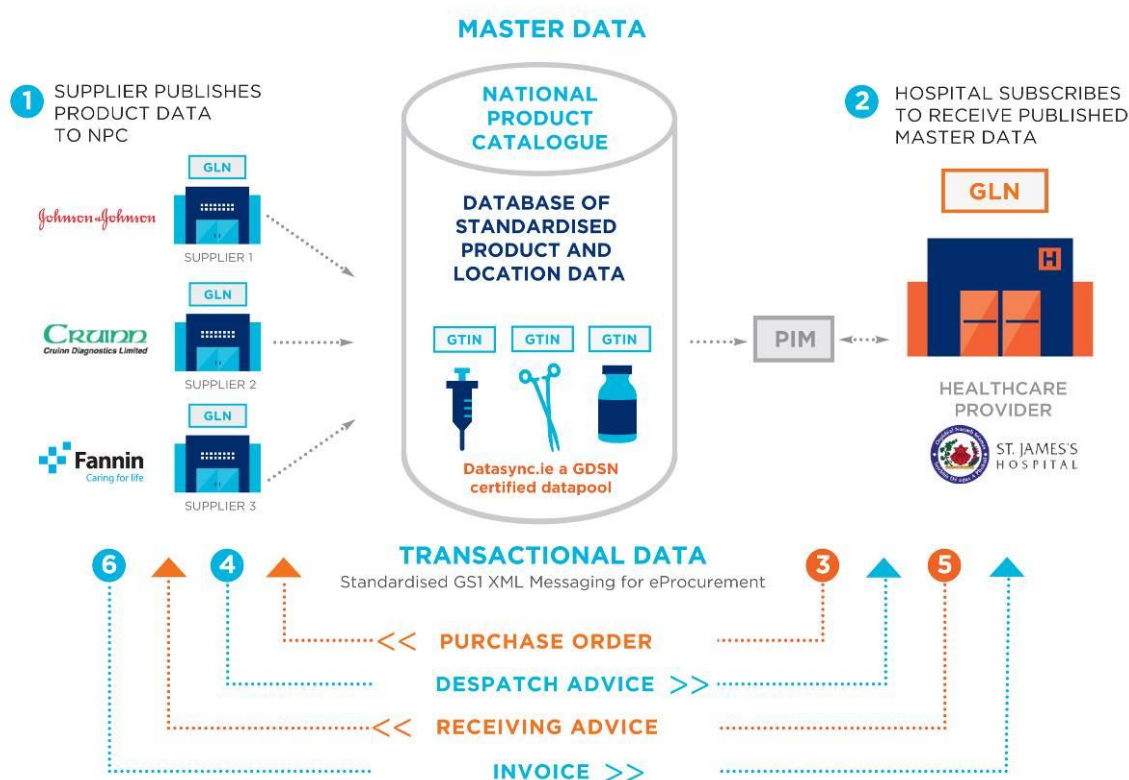 MASTER DATA
1
SUPPLIER PUBLISHES
PRODUCT DATA
TO NPC
GLN
Johnson & Johnson
SUPPLIER 1
GLN
CRUINN
Cruinn Diagnostics Limited
SUPPLIER 2
GLN
Fannin
Caring for life
SUPPLIER 3
NATIONAL
PRODUCT
CATALOGUE
DATABASE OF
STANDARDISED
PRODUCT AND
LOCATION DATA
GTIN GTIN GTIN
Datasync.ie a GDSN
certified datapool
PIM
2
HOSPITAL SUBSCRIBES
TO RECEIVE PUBLISHED
MASTER DATA
GLN
H
HEALTHCARE
PROVIDER
ST. JAMES'S
HOSPITAL
TRANSACTIONAL DATA
Standardised GS1 XML Messaging for eProcurement
6 4 3 5
<< PURCHASE ORDER
DESPATCH ADVICE >>
<< RECEIVING ADVICE
INVOICE >>